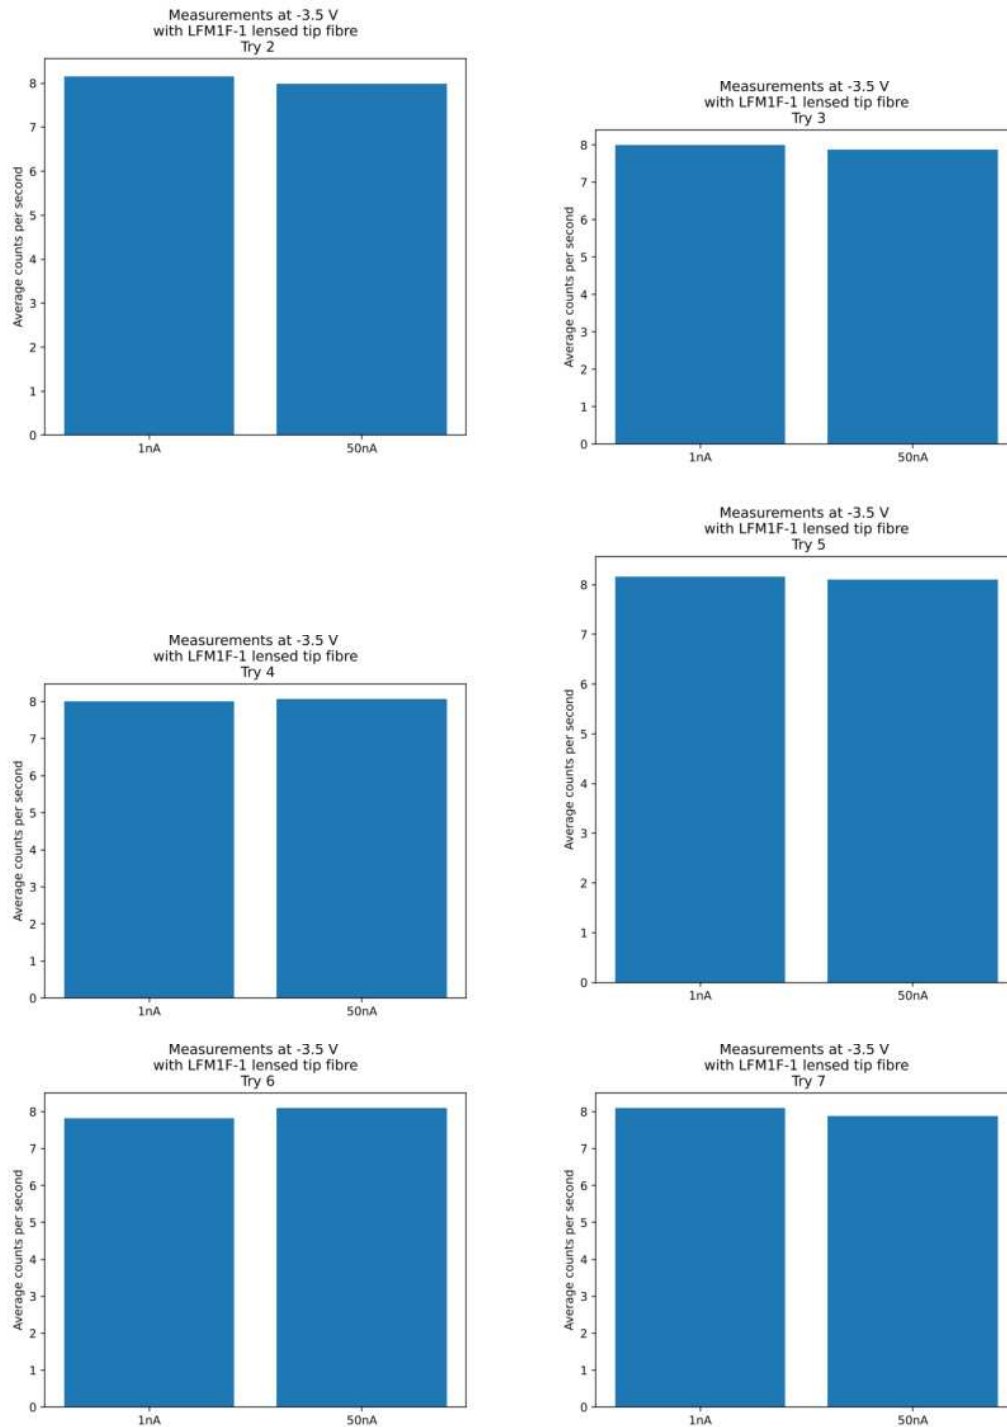 Measurements at -3.5 V
with LFM1F-1 lensed tip fibre
Try 2
Average counts per second
8
7
6
5
4
3
2
1
0
1nA 50nA
Measurements at -3.5 V
with LFM1F-1 lensed tip fibre
Try 3
Average counts per second
8
7
6
5
4
3
2
1
0
1nA 50nA
Measurements at -3.5 V
with LFM1F-1 lensed tip fibre
Try 4
Average counts per second
8
7
6
5
4
3
2
1
0
1nA 50nA
Measurements at -3.5 V
with LFM1F-1 lensed tip fibre
Try 5
Average counts per second
8
7
6
5
4
3
2
1
0
1nA 50nA
Measurements at -3.5 V
with LFM1F-1 lensed tip fibre
Try 6
Average counts per second
8
7
6
5
4
3
2
1
0
1nA 50nA
Measurements at -3.5 V
with LFM1F-1 lensed tip fibre
Try 7
Average counts per second
8
7
6
5
4
3
2
1
0
1nA 50nA